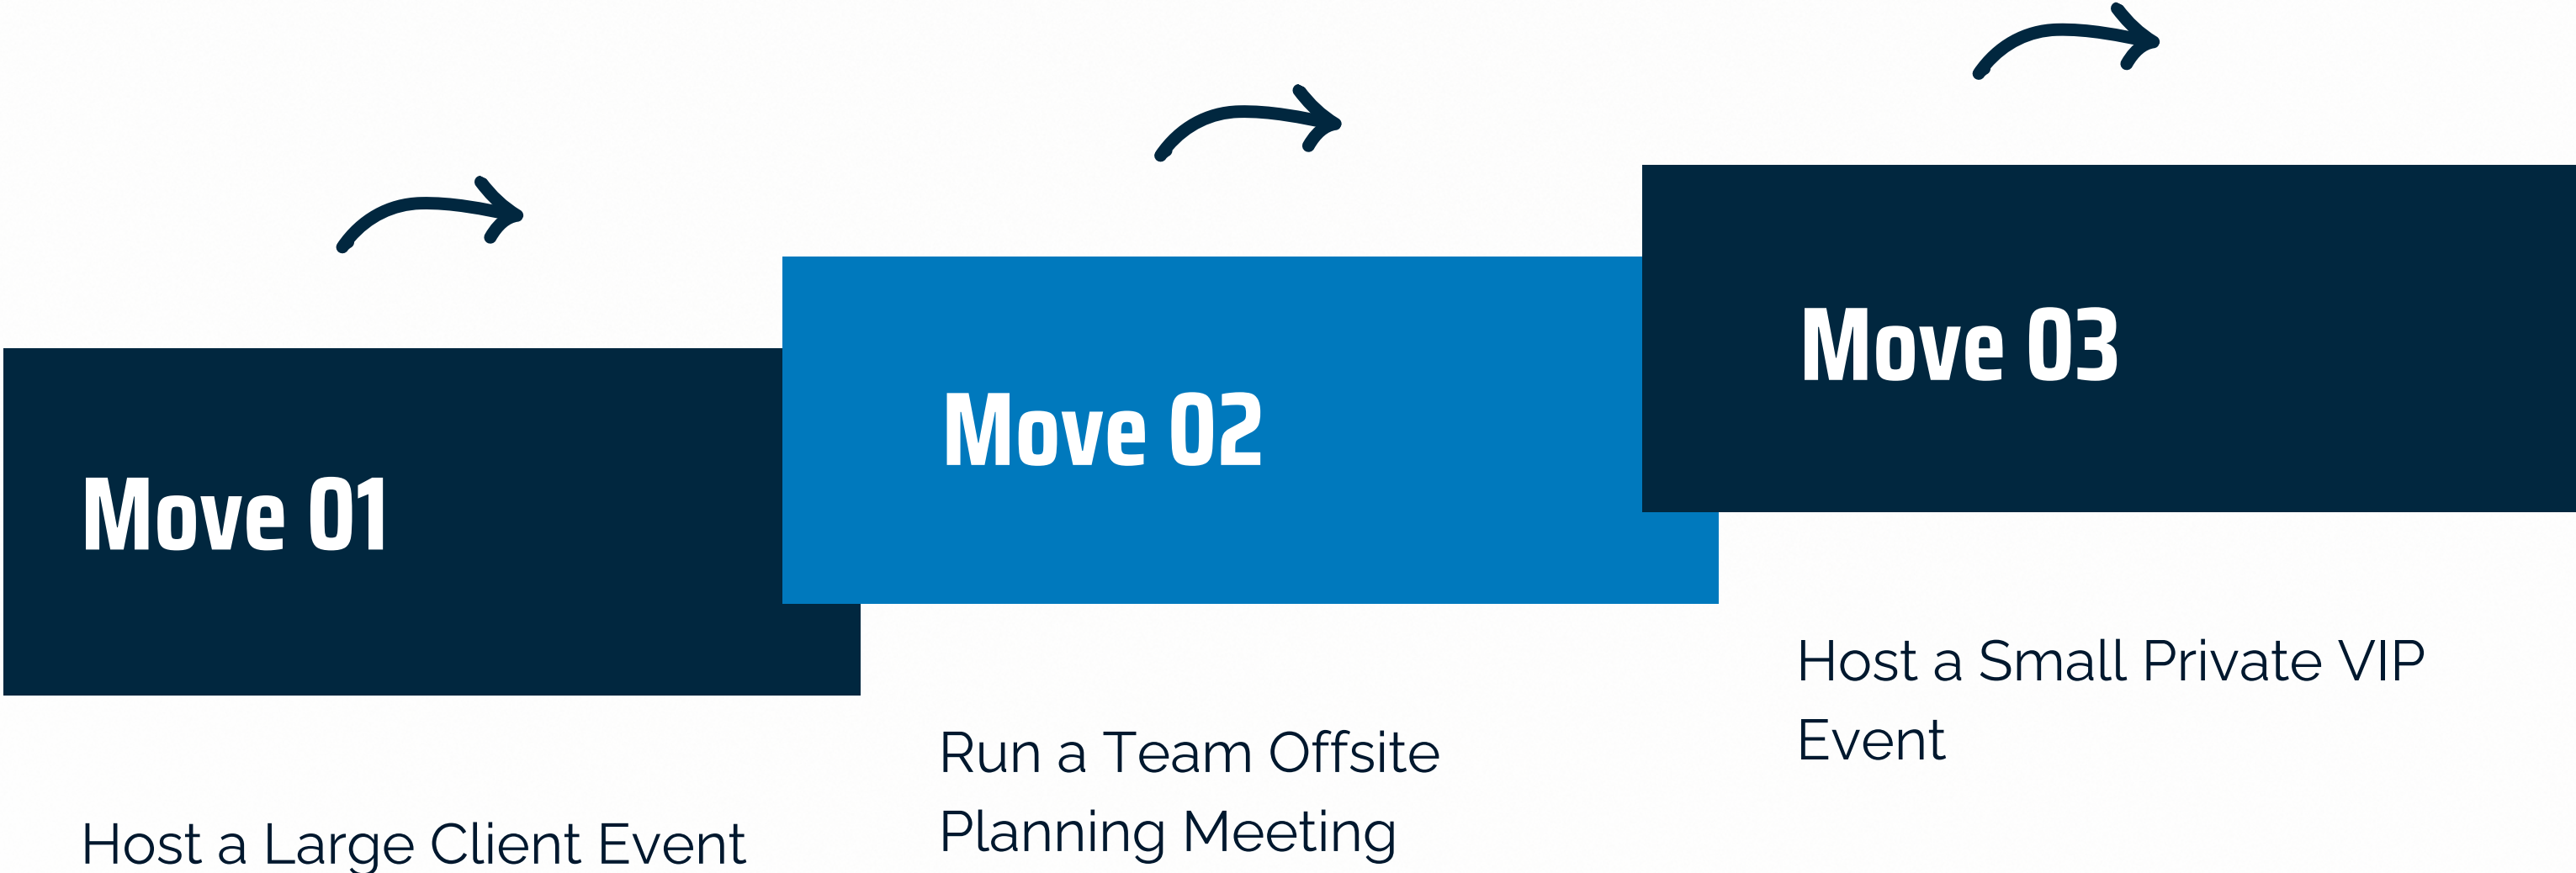 Move 01
Host a Large Client Event
Move 02
Run a Team Offsite
Planning Meeting
Move 03
Host a Small Private VIP
Event